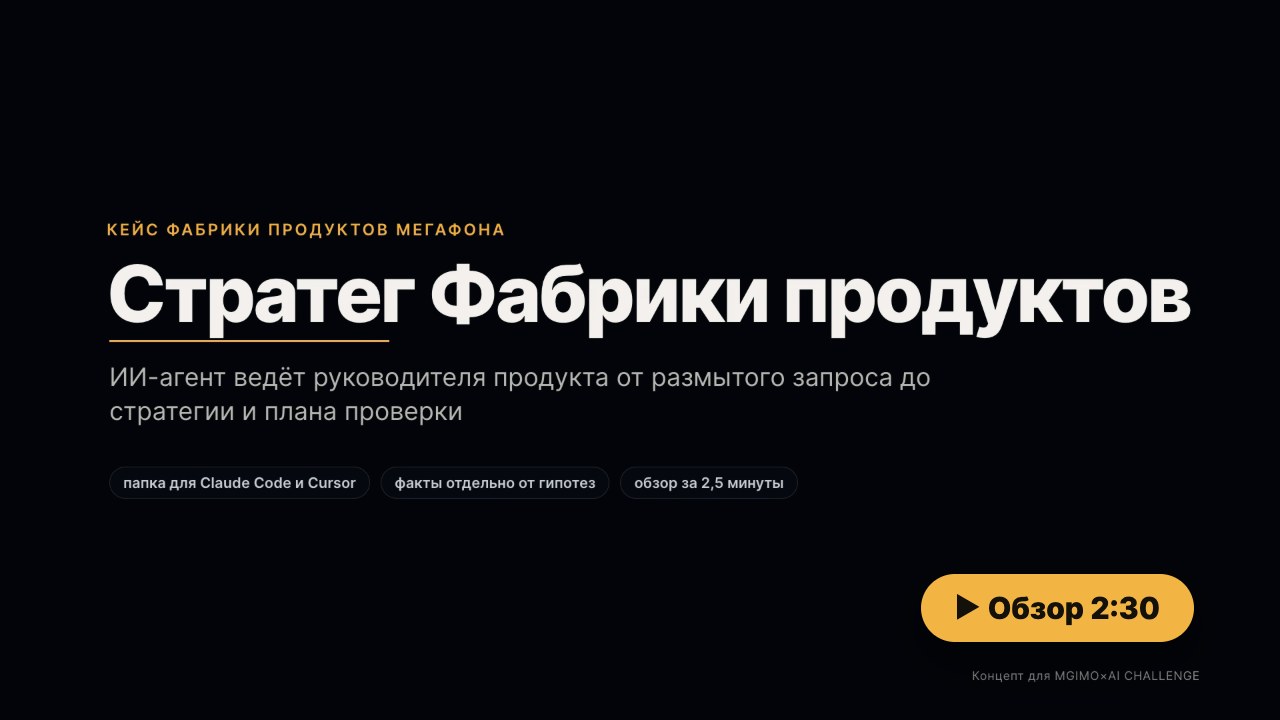 КЕЙС ФАБРИКИ ПРОДУКТОВ МЕГАФОНА
Стратег Фабрики продуктов
ИИ-агент ведёт руководителя продукта от размытого запроса до
стратегии и плана проверки
папка для Claude Code и Cursor
факты отдельно от гипотез
обзор за 2,5 минуты
▶ Обзор 2:30
Концепт для MGIMO×AI CHALLENGE